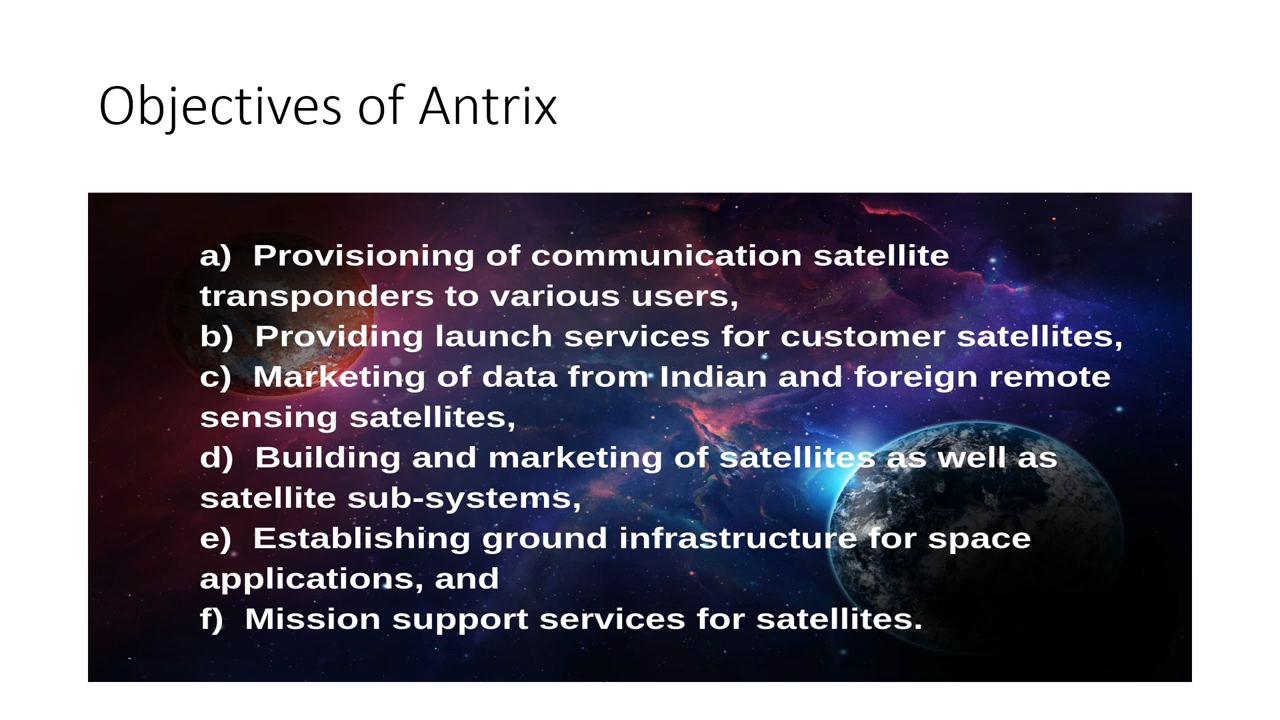 Objectives of Antrix
a)  Provisioning of communication satellite
transponders to various users,
b)  Providing launch services for customer satellites,
c)  Marketing of data from Indian and foreign remote
sensing satellites,
d)  Building and marketing of satellites as well as
satellite sub-systems,
e)  Establishing ground infrastructure for space
applications, and
f)  Mission support services for satellites.